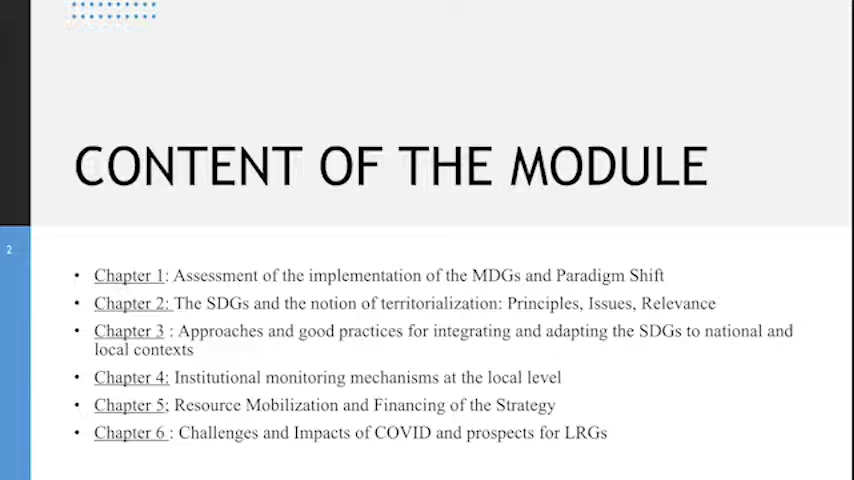 CONTENT OF THE MODULE
2
• Chapter 1: Assessment of the implementation of the MDGs and Paradigm Shift
• Chapter 2: The SDGs and the notion of territorialization: Principles, Issues, Relevance
• Chapter 3 : Approaches and good practices for integrating and adapting the SDGs to national and
local contexts
• Chapter 4: Institutional monitoring mechanisms at the local level
• Chapter 5: Resource Mobilization and Financing of the Strategy
• Chapter 6 : Challenges and Impacts of COVID and prospects for LRGs